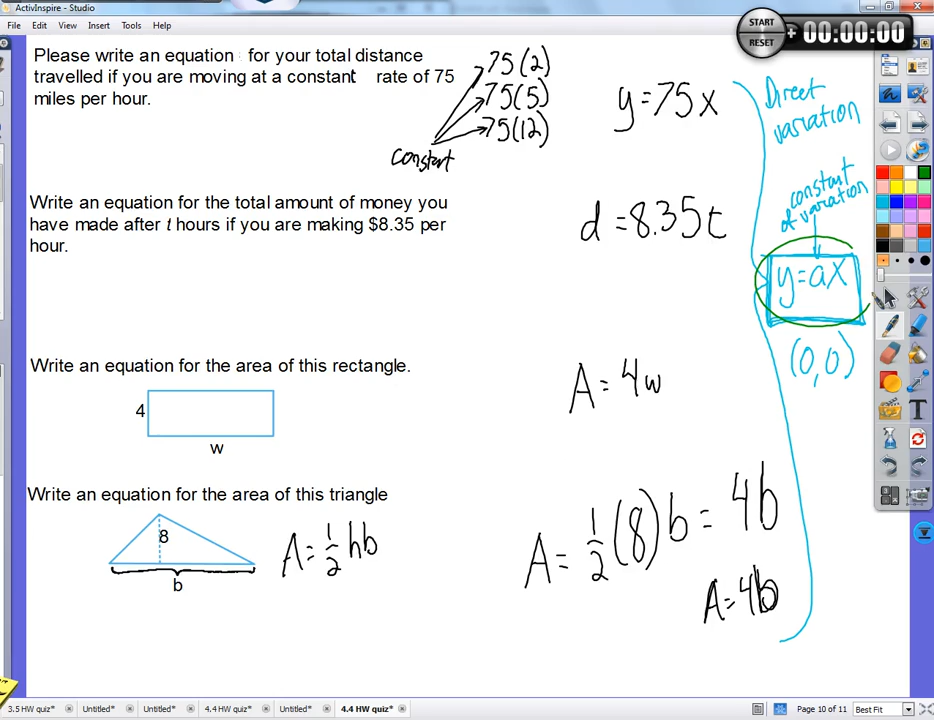 ActivInspire - Studio
File Edit View Insert Tools Help
START
RESET
00:00:00
Please write an equation for your total distance
travelled if you are moving at a constant rate of 75
miles per hour.
75(2)
75(5)
75(12)
constant
y=75x
Direct
variation
constant
of variation
y=ax
(0,0)
Write an equation for the total amount of money you
have made after t hours if you are making $8.35 per
hour.
d=8.35t
Write an equation for the area of this rectangle.
4
w
A=4w
Write an equation for the area of this triangle
8
b
A=1/2hb
A=1/2(8)b=4b
A=4b
3.5 HW quiz* Untitled* Untitled* 4.4 HW quiz* Untitled* 4.4 HW quiz* Page 10 of 11 Best Fit